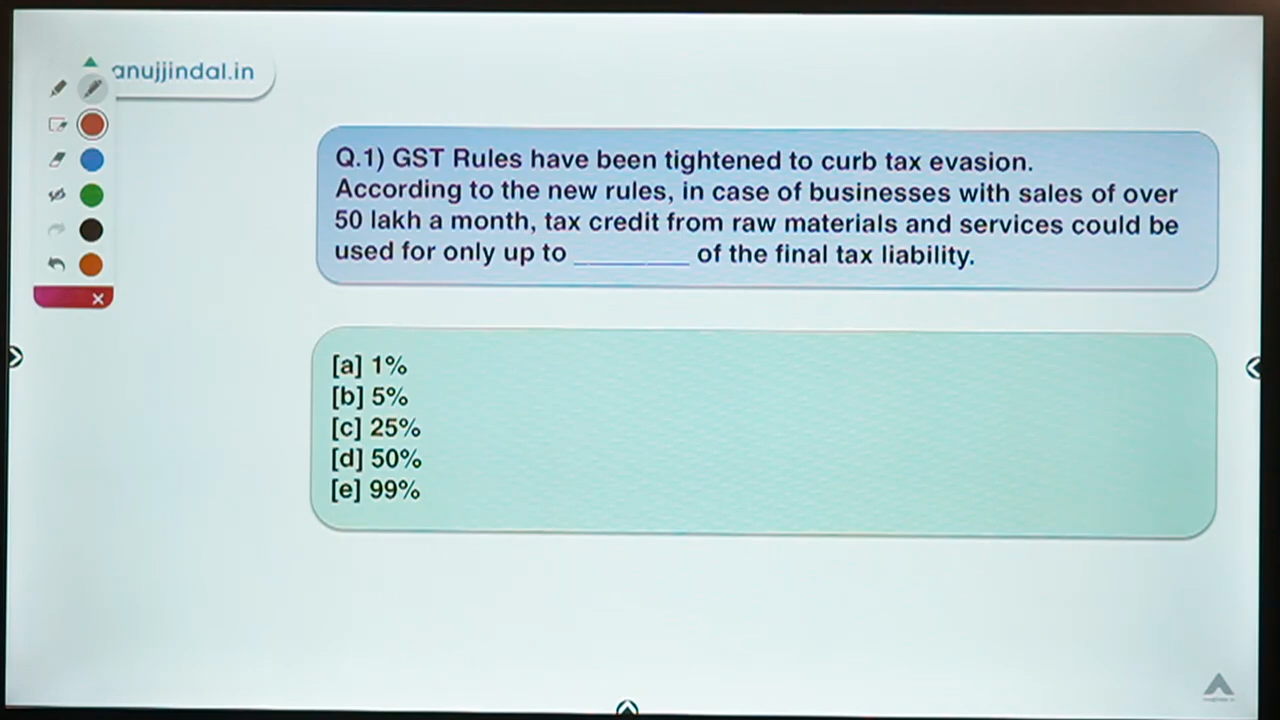 anujjindal.in
Q.1) GST Rules have been tightened to curb tax evasion.
According to the new rules, in case of businesses with sales of over
50 lakh a month, tax credit from raw materials and services could be
used for only up to ________ of the final tax liability.
[a] 1%
[b] 5%
[c] 25%
[d] 50%
[e] 99%